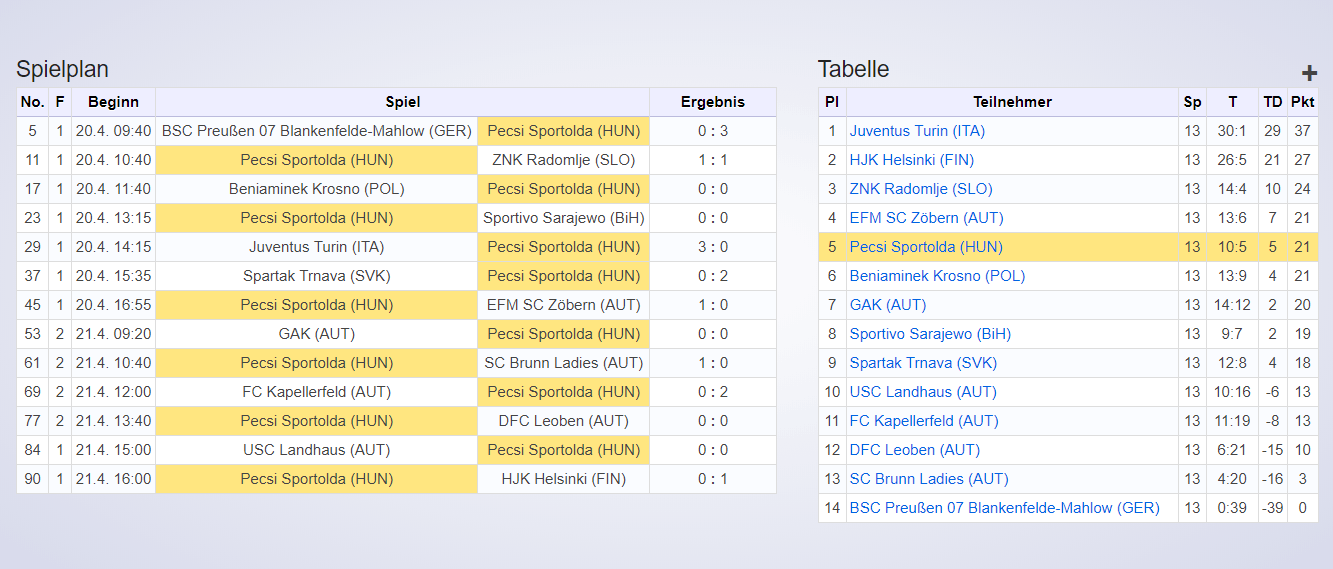 Spielplan
No. F Beginn Spiel Ergebnis
5 1 20.4. 09:40 BSC Preußen 07 Blankenfelde-Mahlow (GER) Pecsi Sportolda (HUN) 0 : 3
11 1 20.4. 10:40 Pecsi Sportolda (HUN) ZNK Radomlje (SLO) 1 : 1
17 1 20.4. 11:40 Beniaminek Krosno (POL) Pecsi Sportolda (HUN) 0 : 0
23 1 20.4. 13:15 Pecsi Sportolda (HUN) Sportivo Sarajewo (BiH) 0 : 0
29 1 20.4. 14:15 Juventus Turin (ITA) Pecsi Sportolda (HUN) 3 : 0
37 1 20.4. 15:35 Spartak Trnava (SVK) Pecsi Sportolda (HUN) 0 : 2
45 1 20.4. 16:55 Pecsi Sportolda (HUN) EFM SC Zöbern (AUT) 1 : 0
53 2 21.4. 09:20 GAK (AUT) Pecsi Sportolda (HUN) 0 : 0
61 2 21.4. 10:40 Pecsi Sportolda (HUN) SC Brunn Ladies (AUT) 1 : 0
69 2 21.4. 12:00 FC Kapellerfeld (AUT) Pecsi Sportolda (HUN) 0 : 2
77 2 21.4. 13:40 Pecsi Sportolda (HUN) DFC Leoben (AUT) 0 : 0
84 1 21.4. 15:00 USC Landhaus (AUT) Pecsi Sportolda (HUN) 0 : 0
90 1 21.4. 16:00 Pecsi Sportolda (HUN) HJK Helsinki (FIN) 0 : 1
Tabelle +
Pl Teilnehmer Sp T TD Pkt
1 Juventus Turin (ITA) 13 30:1 29 37
2 HJK Helsinki (FIN) 13 26:5 21 27
3 ZNK Radomlje (SLO) 13 14:4 10 24
4 EFM SC Zöbern (AUT) 13 13:6 7 21
5 Pecsi Sportolda (HUN) 13 10:5 5 21
6 Beniaminek Krosno (POL) 13 13:9 4 21
7 GAK (AUT) 13 14:12 2 20
8 Sportivo Sarajewo (BiH) 13 9:7 2 19
9 Spartak Trnava (SVK) 13 12:8 4 18
10 USC Landhaus (AUT) 13 10:16 -6 13
11 FC Kapellerfeld (AUT) 13 11:19 -8 13
12 DFC Leoben (AUT) 13 6:21 -15 10
13 SC Brunn Ladies (AUT) 13 4:20 -16 3
14 BSC Preußen 07 Blankenfelde-Mahlow (GER) 13 0:39 -39 0